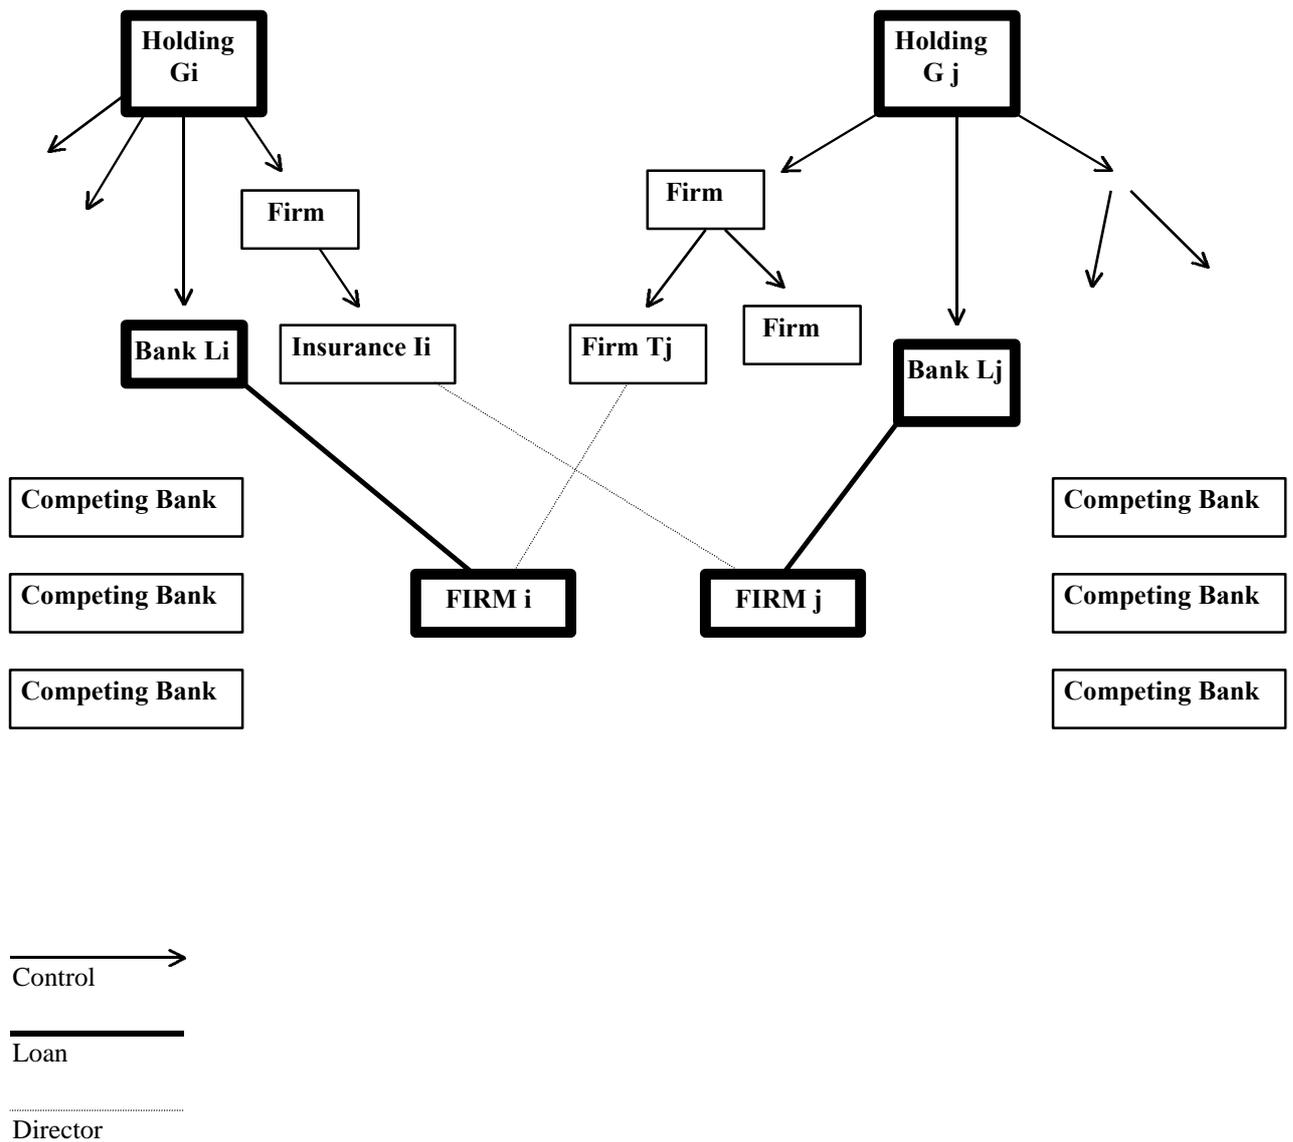 Holding
Gi
Holding
G j
Firm
Firm
Bank Li
Insurance Ii
Firm Tj
Firm
Bank Lj
Competing Bank
Competing Bank
FIRM i
FIRM j
Competing Bank
Competing Bank
Competing Bank
Competing Bank
Control
Loan
Director